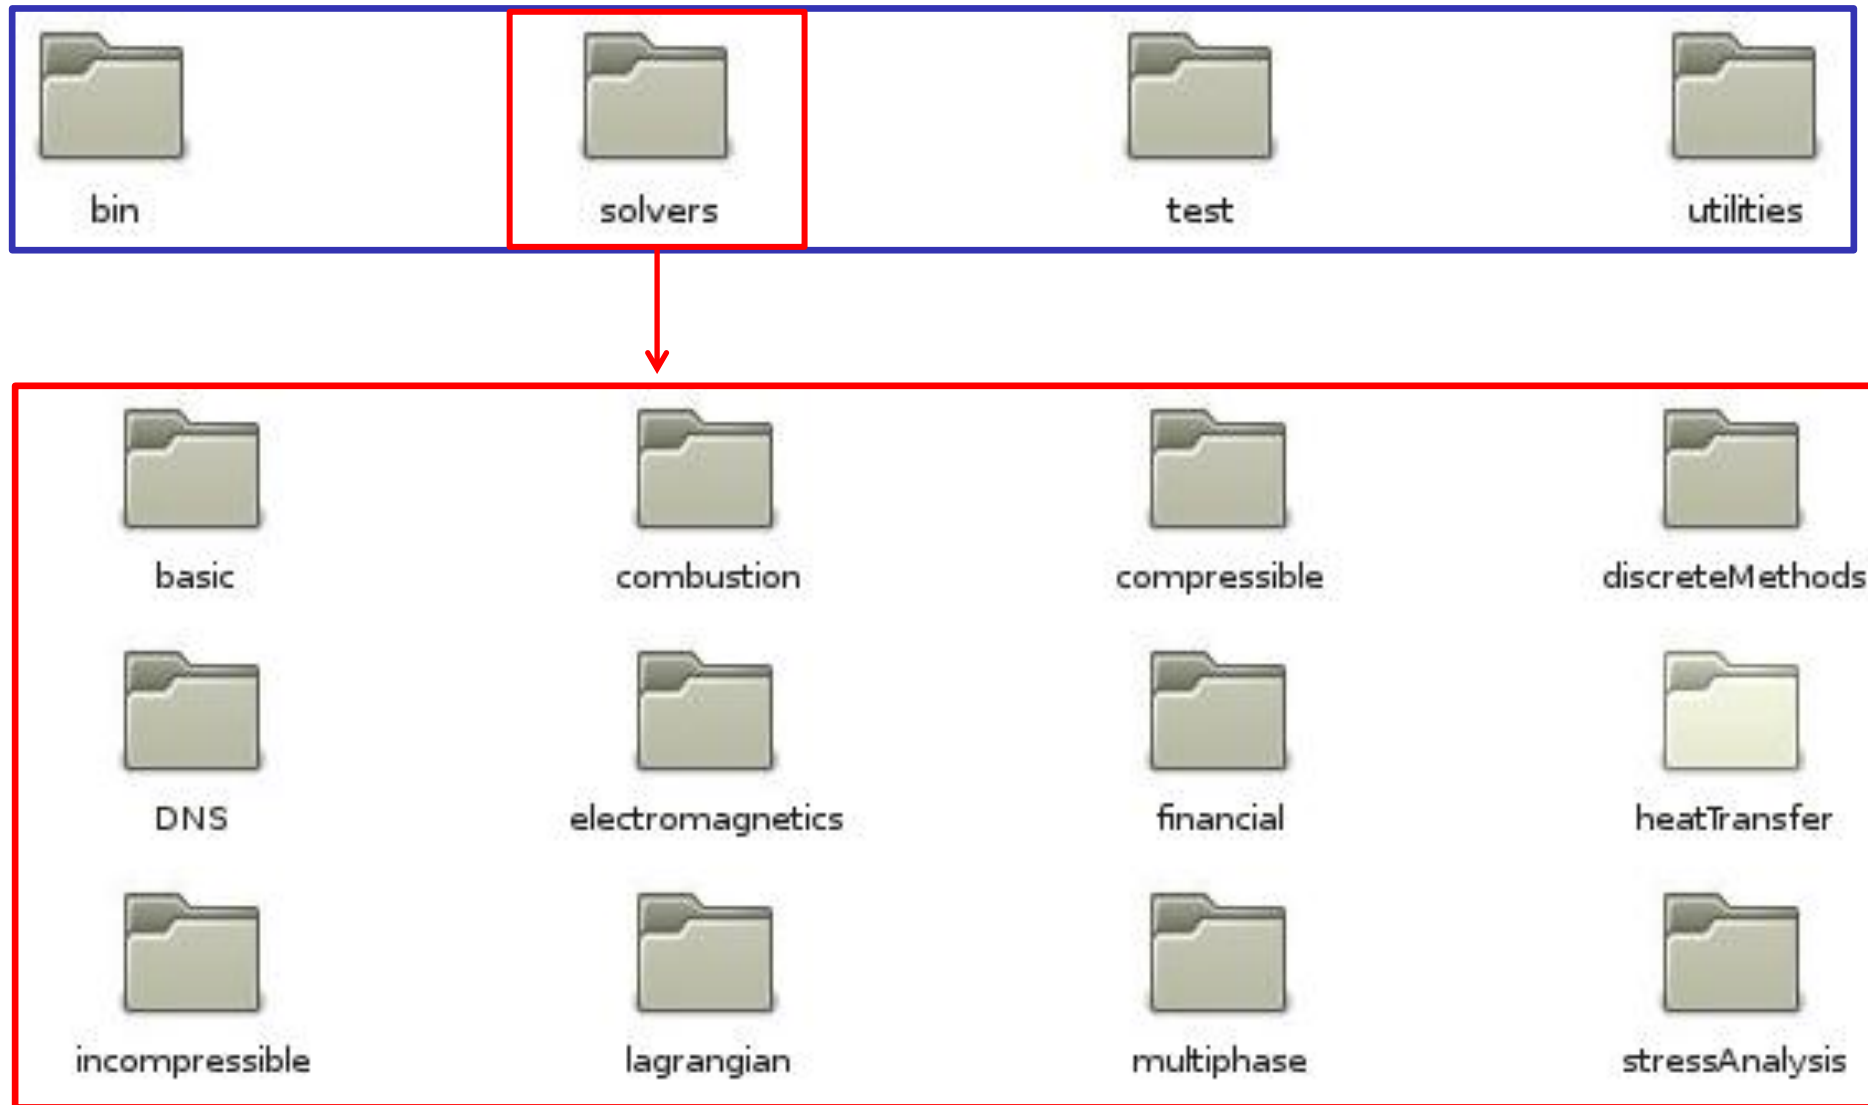 bin solvers test utilities
basic combustion compressible discreteMethods
DNS electromagnetics financial heatTransfer
incompressible lagrangian multiphase stressAnalysis